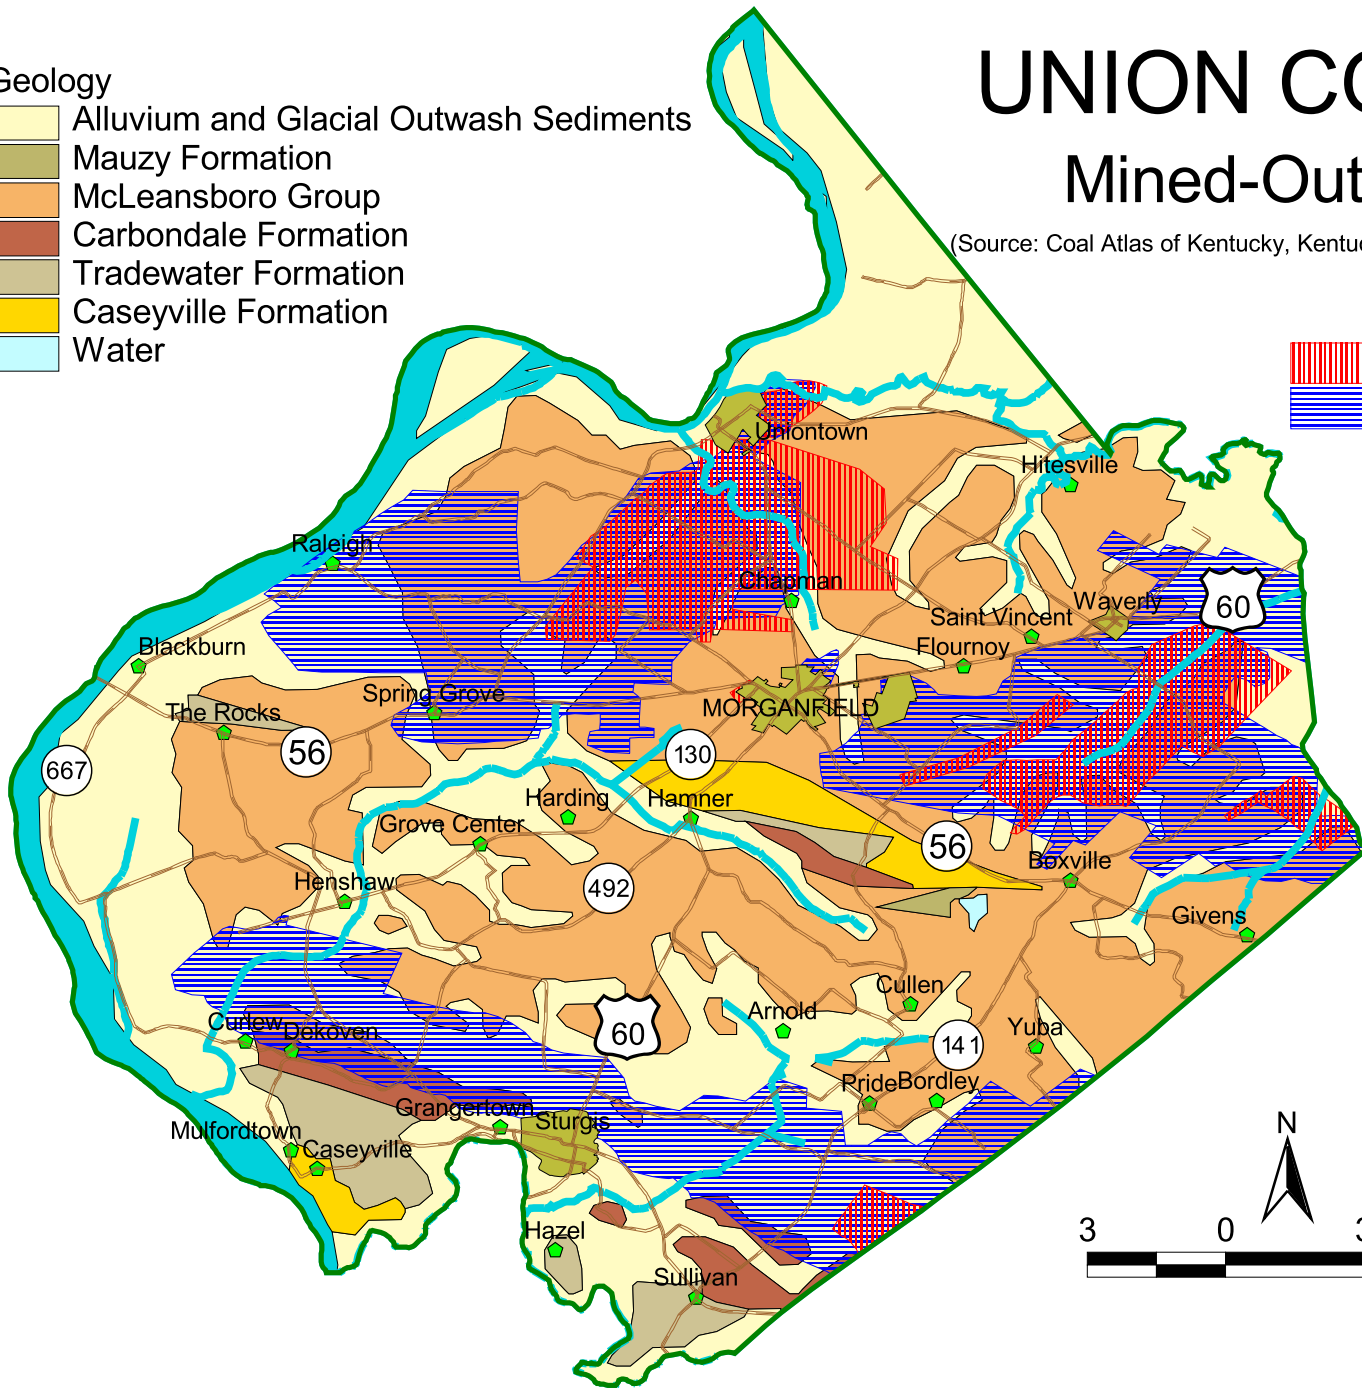 UNION CO
Mined-Out
(Source: Coal Atlas of Kentucky, Kentuc
Geology
Alluvium and Glacial Outwash Sediments
Mauzy Formation
McLeansboro Group
Carbondale Formation
Tradewater Formation
Caseyville Formation
Water
Uniontown
Hitesville
Raleigh
Chapman
Waverly
60
Saint Vincent
Flournoy
Blackburn
Spring Grove
The Rocks
MORGANFIELD
56
130
667
Harding
Hamner
Grove Center
56
Boxville
Henshaw
492
Givens
Cullen
Arnold
Curlew
Dekoven
60
Yuba
141
Pride
Bordley
Grangertown
Sturgis
Mulfordtown
Caseyville
N
Hazel
3 0 3
Sullivan